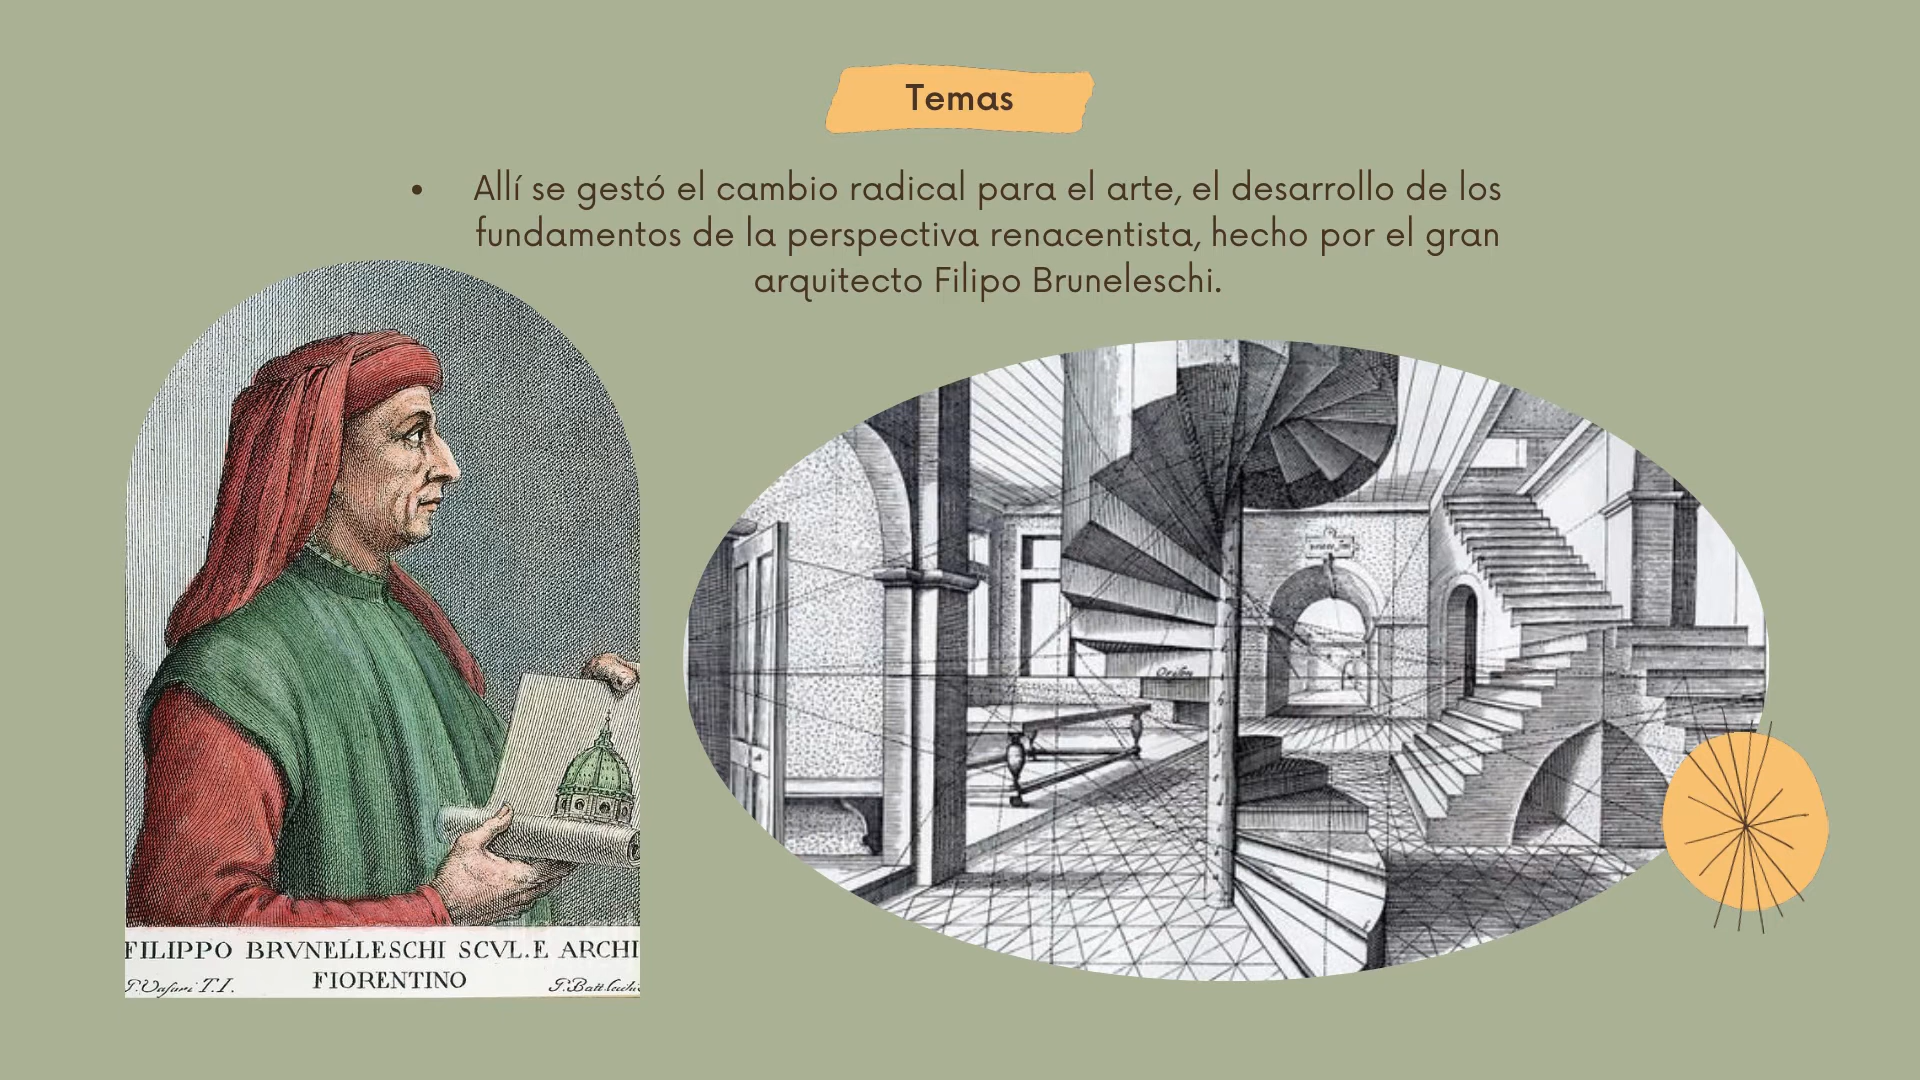 Temas
• Allí se gestó el cambio radical para el arte, el desarrollo de los
fundamentos de la perspectiva renacentista, hecho por el gran
arquitecto Filipo Bruneleschi.
FILIPPO BRVNELLESCHI SCVL.E ARCHI
FIORENTINO